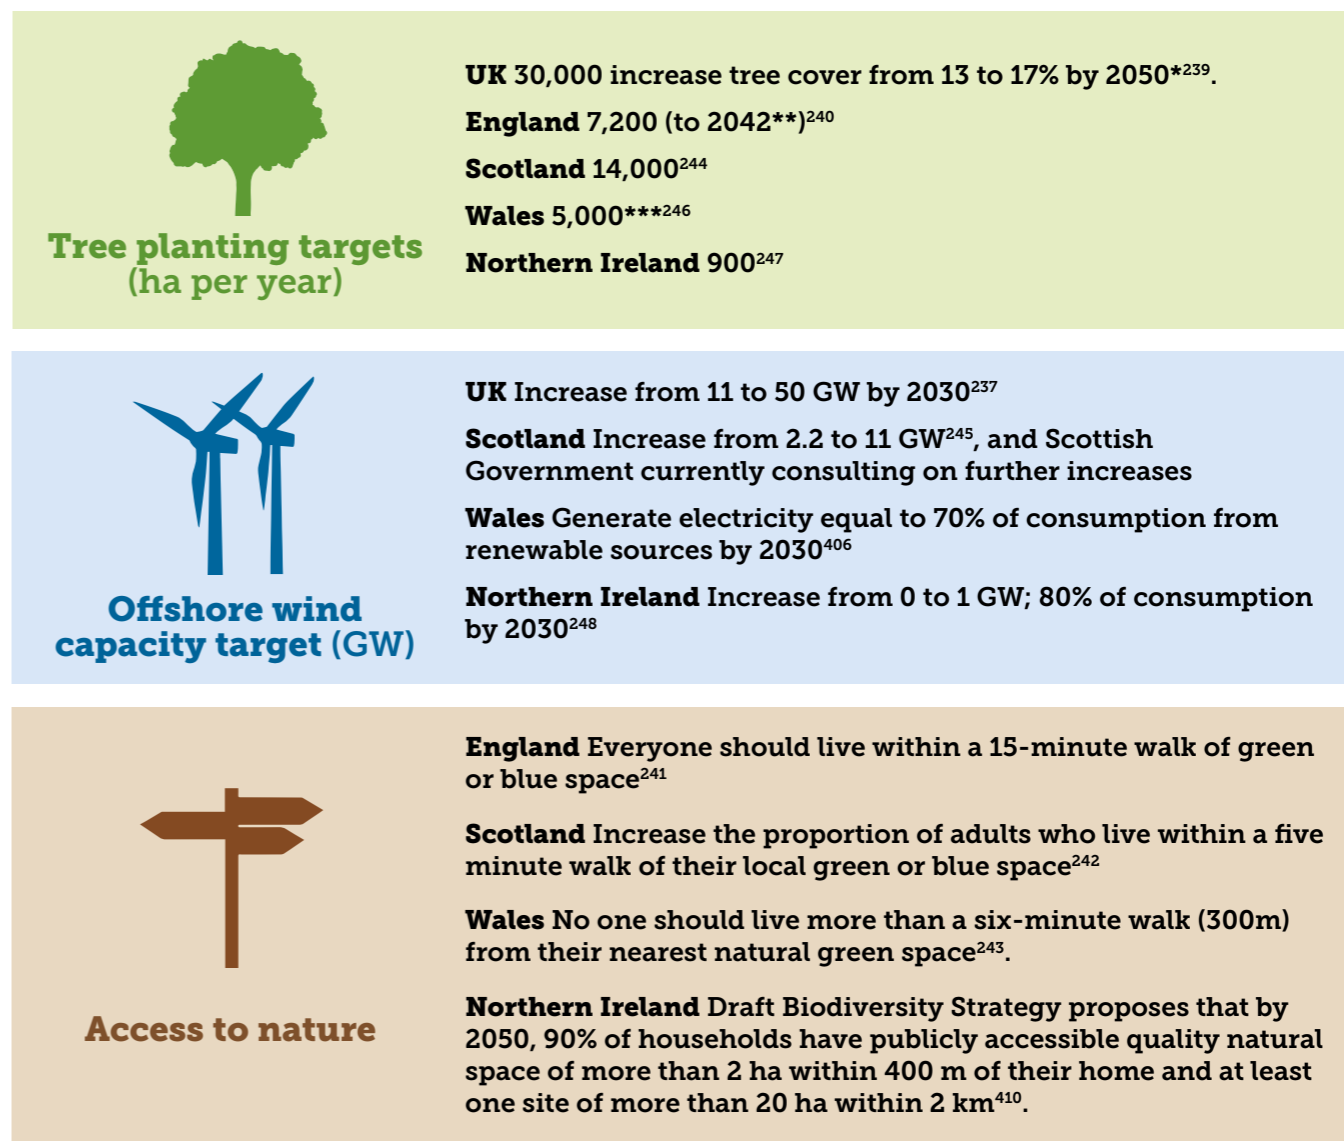 Tree planting targets
(ha per year)
UK 30,000 increase tree cover from 13 to 17% by 2050*239.
England 7,200 (to 2042**)240
Scotland 14,000244
Wales 5,000***246
Northern Ireland 900247
Offshore wind
capacity target (GW)
UK Increase from 11 to 50 GW by 2030237
Scotland Increase from 2.2 to 11 GW245, and Scottish
Government currently consulting on further increases
Wales Generate electricity equal to 70% of consumption from
renewable sources by 2030406
Northern Ireland Increase from 0 to 1 GW; 80% of consumption
by 2030248
Access to nature
England Everyone should live within a 15-minute walk of green
or blue space241
Scotland Increase the proportion of adults who live within a five
minute walk of their local green or blue space242
Wales No one should live more than a six-minute walk (300m)
from their nearest natural green space243.
Northern Ireland Draft Biodiversity Strategy proposes that by
2050, 90% of households have publicly accessible quality natural
space of more than 2 ha within 400 m of their home and at least
one site of more than 20 ha within 2 km410.